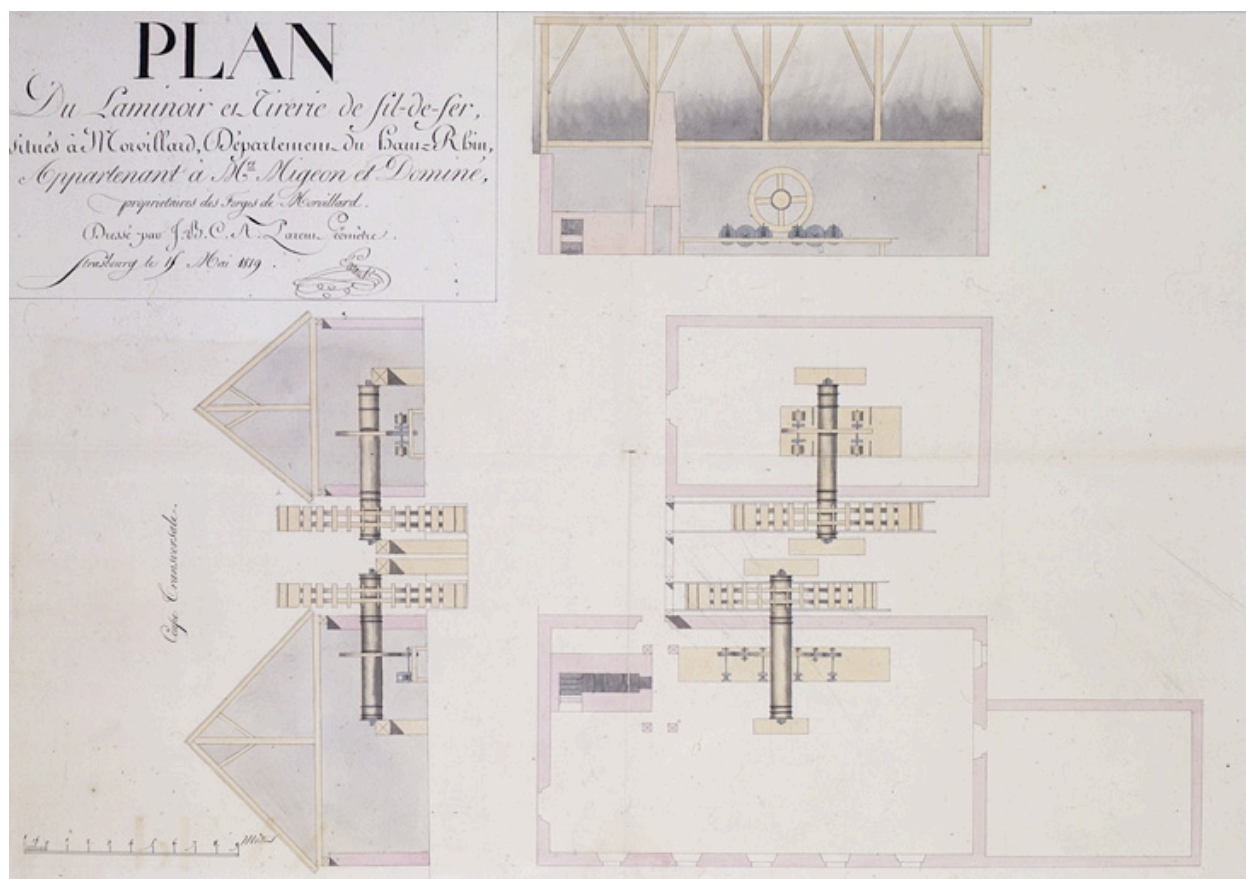 PLAN
Du Laminoir et Tirerie de fil-de-fer,
situés à Morvillard, Département du Haut-Rhin,
Appartenant à Mrs Migeon et Dominé,
propriétaires des Forges de Morvillard.
Dressé par J. B. C. A. Géomètre.
Strasbourg le Mai 1819.
Coupe Transversale.
Mètres